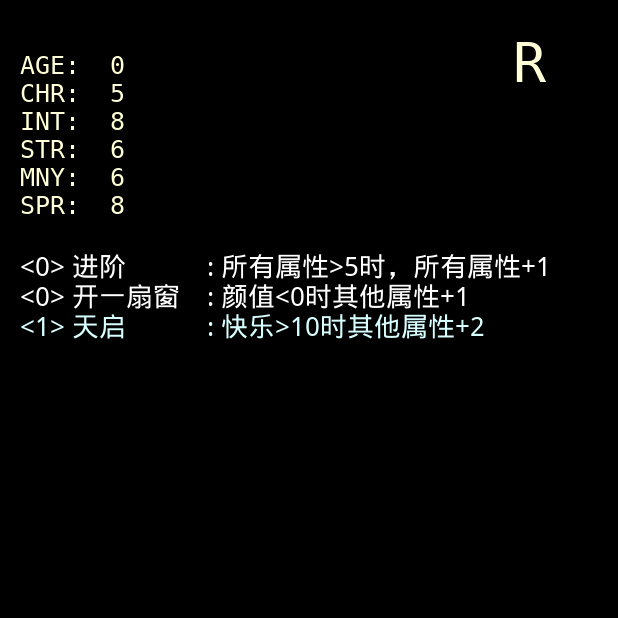 R
AGE: 0
CHR: 5
INT: 8
STR: 6
MNY: 6
SPR: 8
<0> 进阶 : 所有属性>5时，所有属性+1
<0> 开一扇窗 : 颜值<0时其他属性+1
<1> 天启 : 快乐>10时其他属性+2